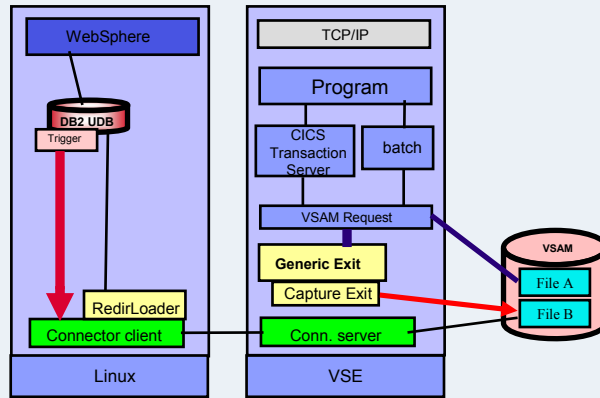 WebSphere
DB2 UDB
Trigger
RedirLoader
Connector client
Linux
TCP/IP
Program
CICS
Transaction
Server
batch
VSAM Request
Generic Exit
Capture Exit
Conn. server
VSE
VSAM
File A
File B